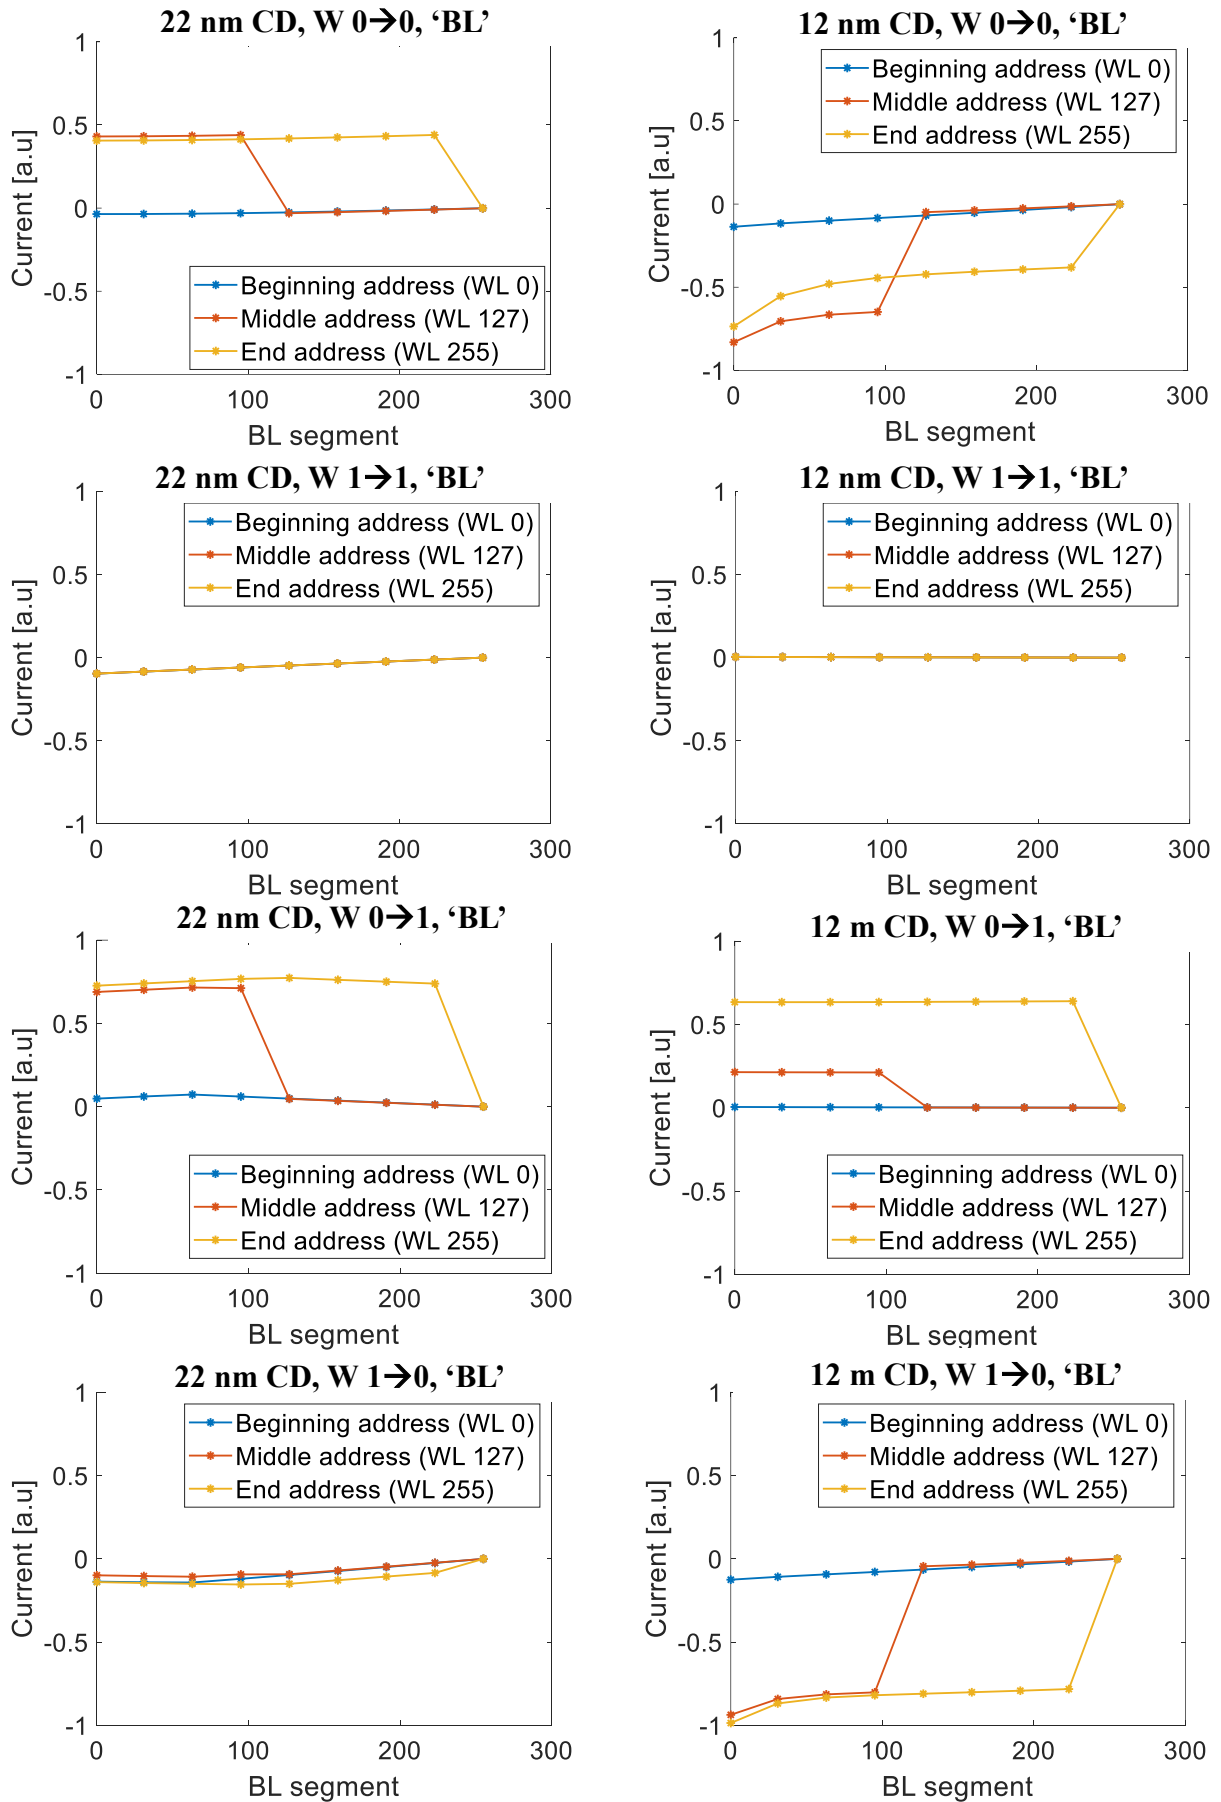 22 nm CD, W 0→0, ‘BL’
1
0.5
0
-0.5
-1
Current [a.u]
Beginning address (WL 0)
Middle address (WL 127)
End address (WL 255)
0 100 200 300
BL segment
12 nm CD, W 0→0, ‘BL’
1
0.5
0
-0.5
-1
Current [a.u]
Beginning address (WL 0)
Middle address (WL 127)
End address (WL 255)
0 100 200 300
BL segment
22 nm CD, W 1→1, ‘BL’
1
0.5
0
-0.5
-1
Current [a.u]
Beginning address (WL 0)
Middle address (WL 127)
End address (WL 255)
0 100 200 300
BL segment
12 nm CD, W 1→1, ‘BL’
1
0.5
0
-0.5
-1
Current [a.u]
Beginning address (WL 0)
Middle address (WL 127)
End address (WL 255)
0 100 200 300
BL segment
22 nm CD, W 0→1, ‘BL’
1
0.5
0
-0.5
-1
Current [a.u]
Beginning address (WL 0)
Middle address (WL 127)
End address (WL 255)
0 100 200 300
BL segment
12 m CD, W 0→1, ‘BL’
1
0.5
0
-0.5
-1
Current [a.u]
Beginning address (WL 0)
Middle address (WL 127)
End address (WL 255)
0 100 200 300
BL segment
22 nm CD, W 1→0, ‘BL’
1
0.5
0
-0.5
-1
Current [a.u]
Beginning address (WL 0)
Middle address (WL 127)
End address (WL 255)
0 100 200 300
BL segment
12 m CD, W 1→0, ‘BL’
1
0.5
0
-0.5
-1
Current [a.u]
Beginning address (WL 0)
Middle address (WL 127)
End address (WL 255)
0 100 200 300
BL segment